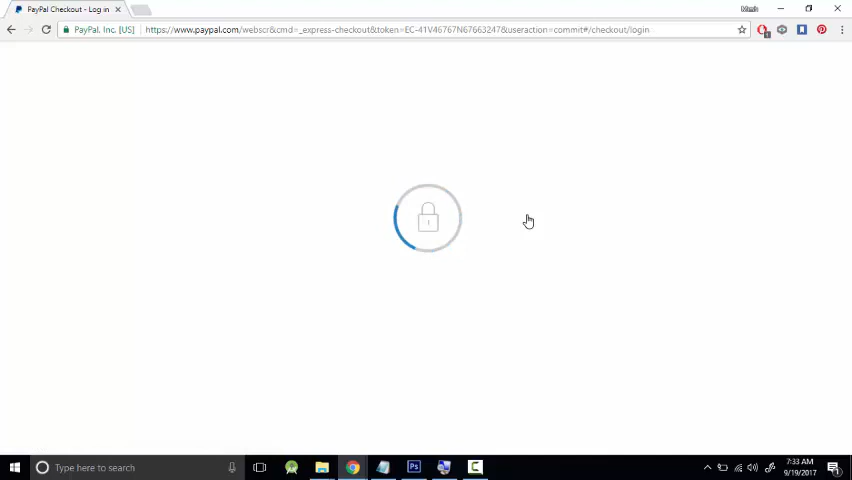 PayPal Checkout - Log in
PayPal, Inc. [US]
https://www.paypal.com/webscr&cmd=_express-checkout&token=EC-41V46767N67663247&useraction=commit#/checkout/login
Type here to search
Ps
7:33 AM
9/19/2017